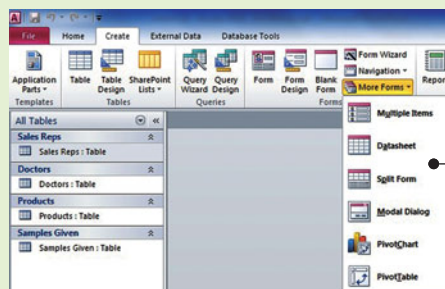 File Home Create External Data Database Tools
Application Parts Table Table Design SharePoint Lists Query Wizard Query Design Form Form Design Blank Form Form Wizard Navigation More Forms Repor
Templates Tables Queries Forms
All Tables
Sales Reps
Sales Reps : Table
Doctors
Doctors : Table
Products
Products : Table
Samples Given
Samples Given : Table
Multiple Items
Datasheet
Split Form
Modal Dialog
PivotChart
PivotTable